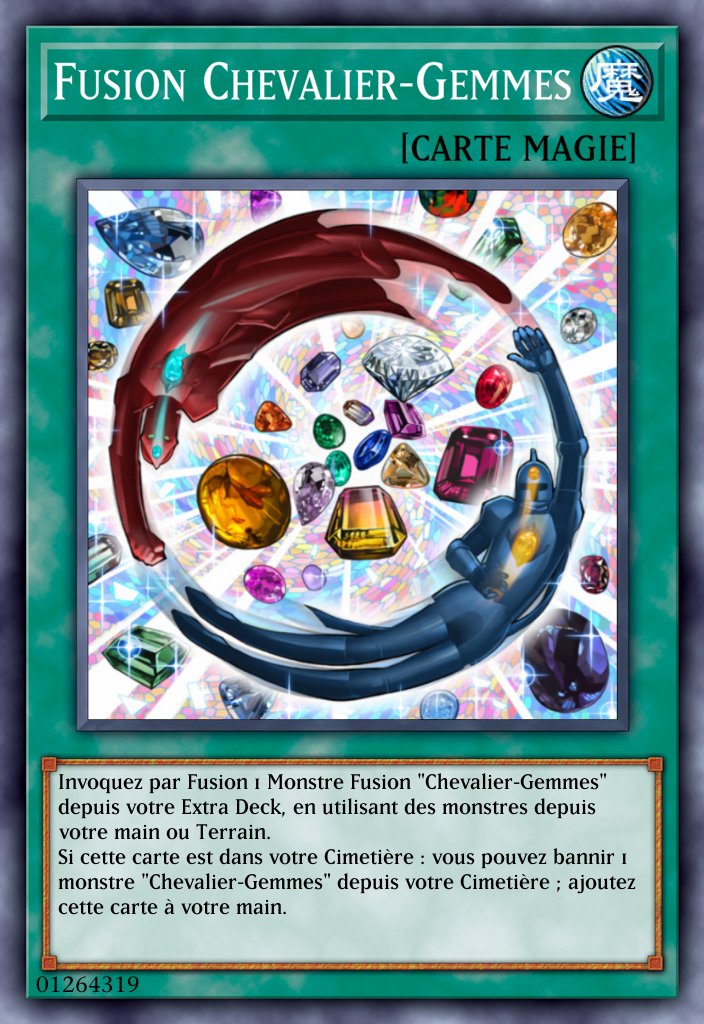 Fusion Chevalier-Gemmes
魔
[CARTE MAGIE]
Invoquez par Fusion 1 Monstre Fusion "Chevalier-Gemmes"
depuis votre Extra Deck, en utilisant des monstres depuis
votre main ou Terrain.
Si cette carte est dans votre Cimetière : vous pouvez bannir 1
monstre "Chevalier-Gemmes" depuis votre Cimetière ; ajoutez
cette carte à votre main.
01264319